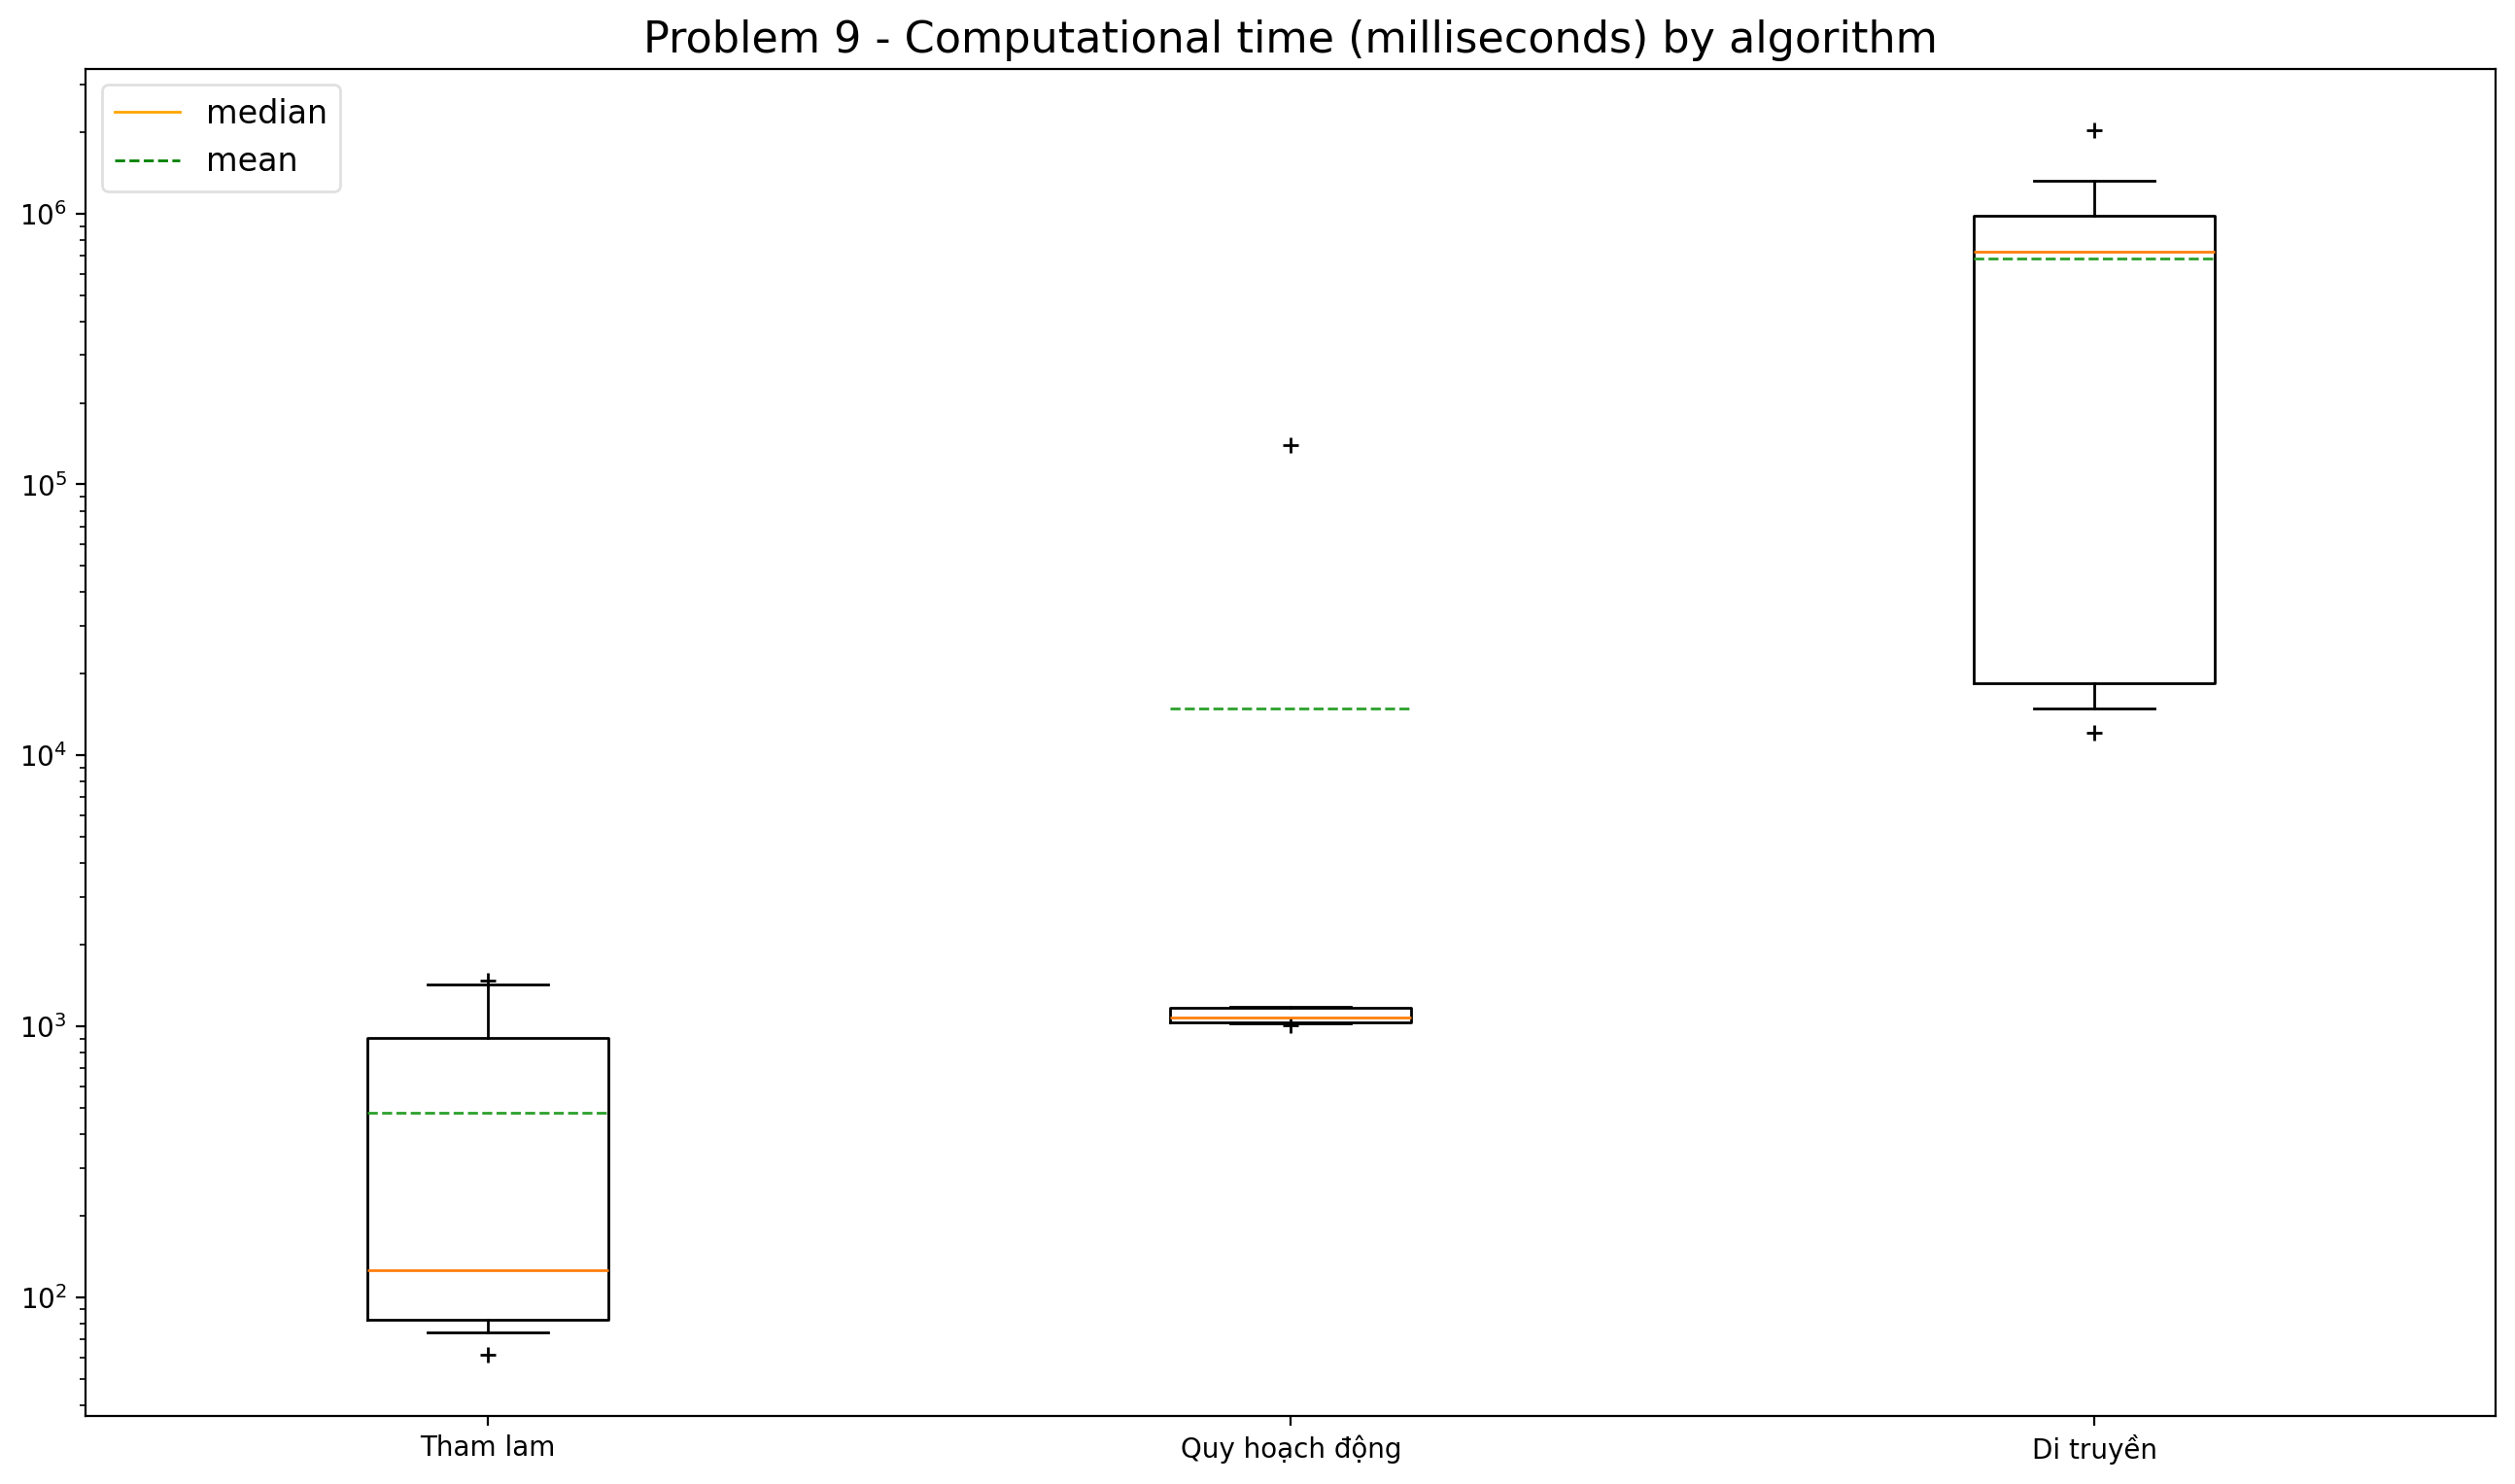 Problem 9 - Computational time (milliseconds) by algorithm
median
mean
10⁶
10⁵
10⁴
10³
10²
Tham lam
Quy hoạch động
Di truyền